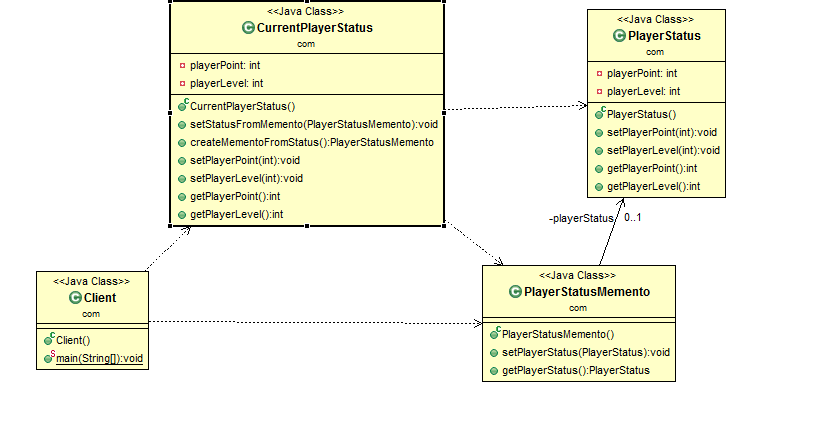 <<Java Class>>
CurrentPlayerStatus
com
playerPoint: int
playerLevel: int
CurrentPlayerStatus()
setStatusFromMemento(PlayerStatusMemento):void
createMementoFromStatus():PlayerStatusMemento
setPlayerPoint(int):void
setPlayerLevel(int):void
getPlayerPoint():int
getPlayerLevel():int
<<Java Class>>
PlayerStatus
com
playerPoint: int
playerLevel: int
PlayerStatus()
setPlayerPoint(int):void
setPlayerLevel(int):void
getPlayerPoint():int
getPlayerLevel():int
-playerStatus 0..1
<<Java Class>>
Client
com
Client()
main(String[]):void
<<Java Class>>
PlayerStatusMemento
com
PlayerStatusMemento()
setPlayerStatus(PlayerStatus):void
getPlayerStatus():PlayerStatus